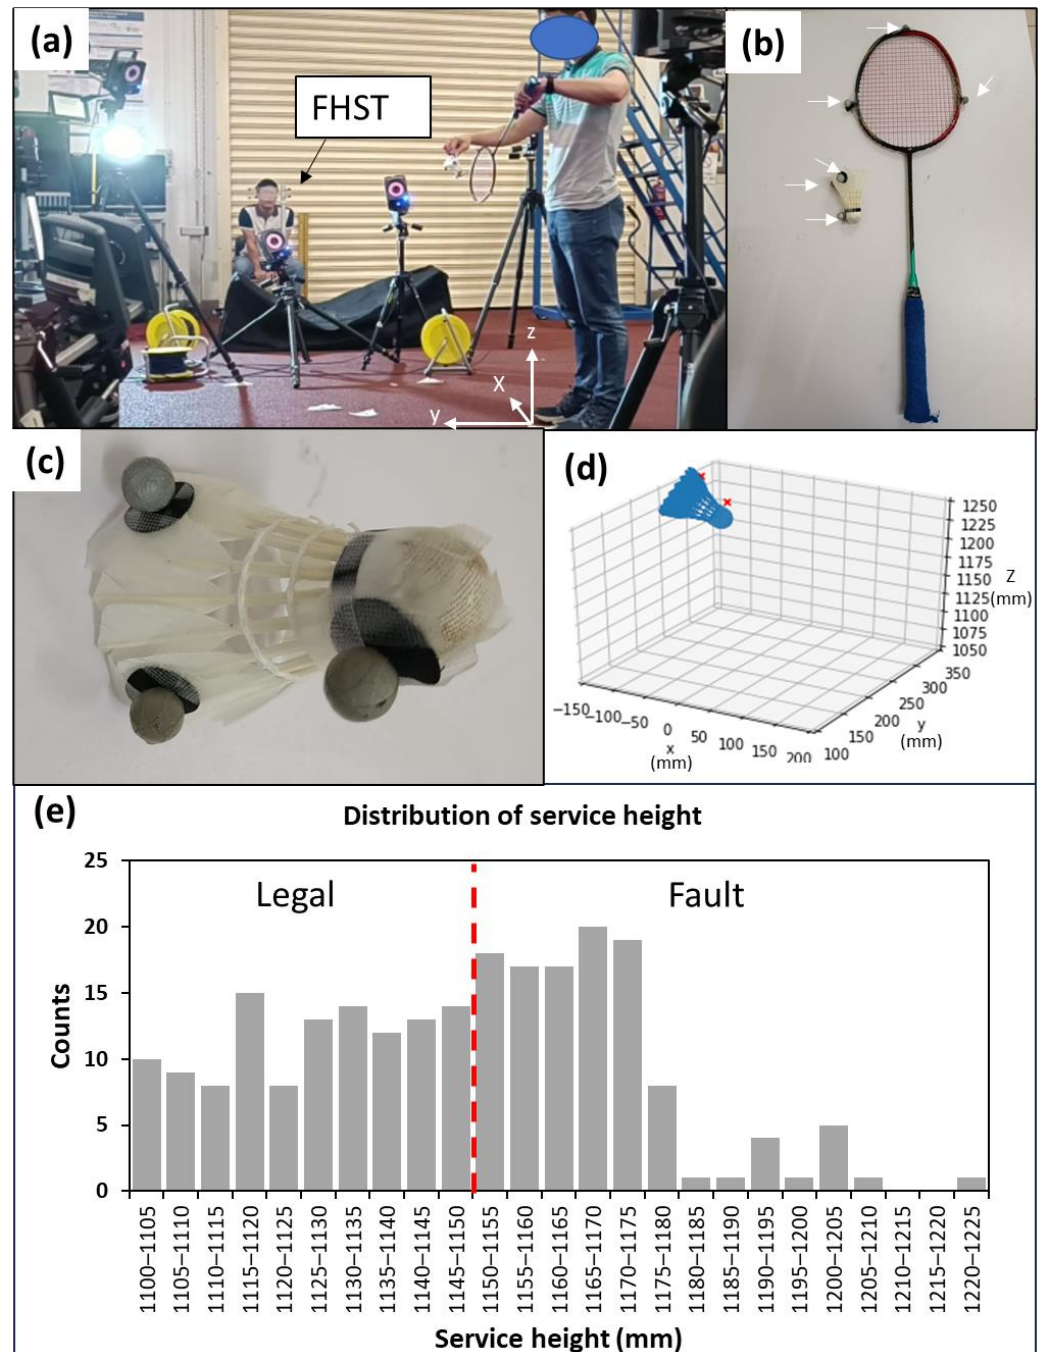 (a)
FHST
z
X
y
(b)
(c)
(d)
1250
1225
1200
1175
1150
1125
1100
1075
1050
Z
(mm)
350
300
250
200
150
100
y
(mm)
−150
−100
−50
0
50
100
150
200
x
(mm)
(e)
Distribution of service height
Legal
Fault
25
20
15
10
5
0
Counts
1100–1105
1105–1110
1110–1115
1115–1120
1120–1125
1125–1130
1130–1135
1135–1140
1140–1145
1145–1150
1150–1155
1155–1160
1160–1165
1165–1170
1170–1175
1175–1180
1180–1185
1185–1190
1190–1195
1195–1200
1200–1205
1205–1210
1210–1215
1215–1220
1220–1225
Service height (mm)